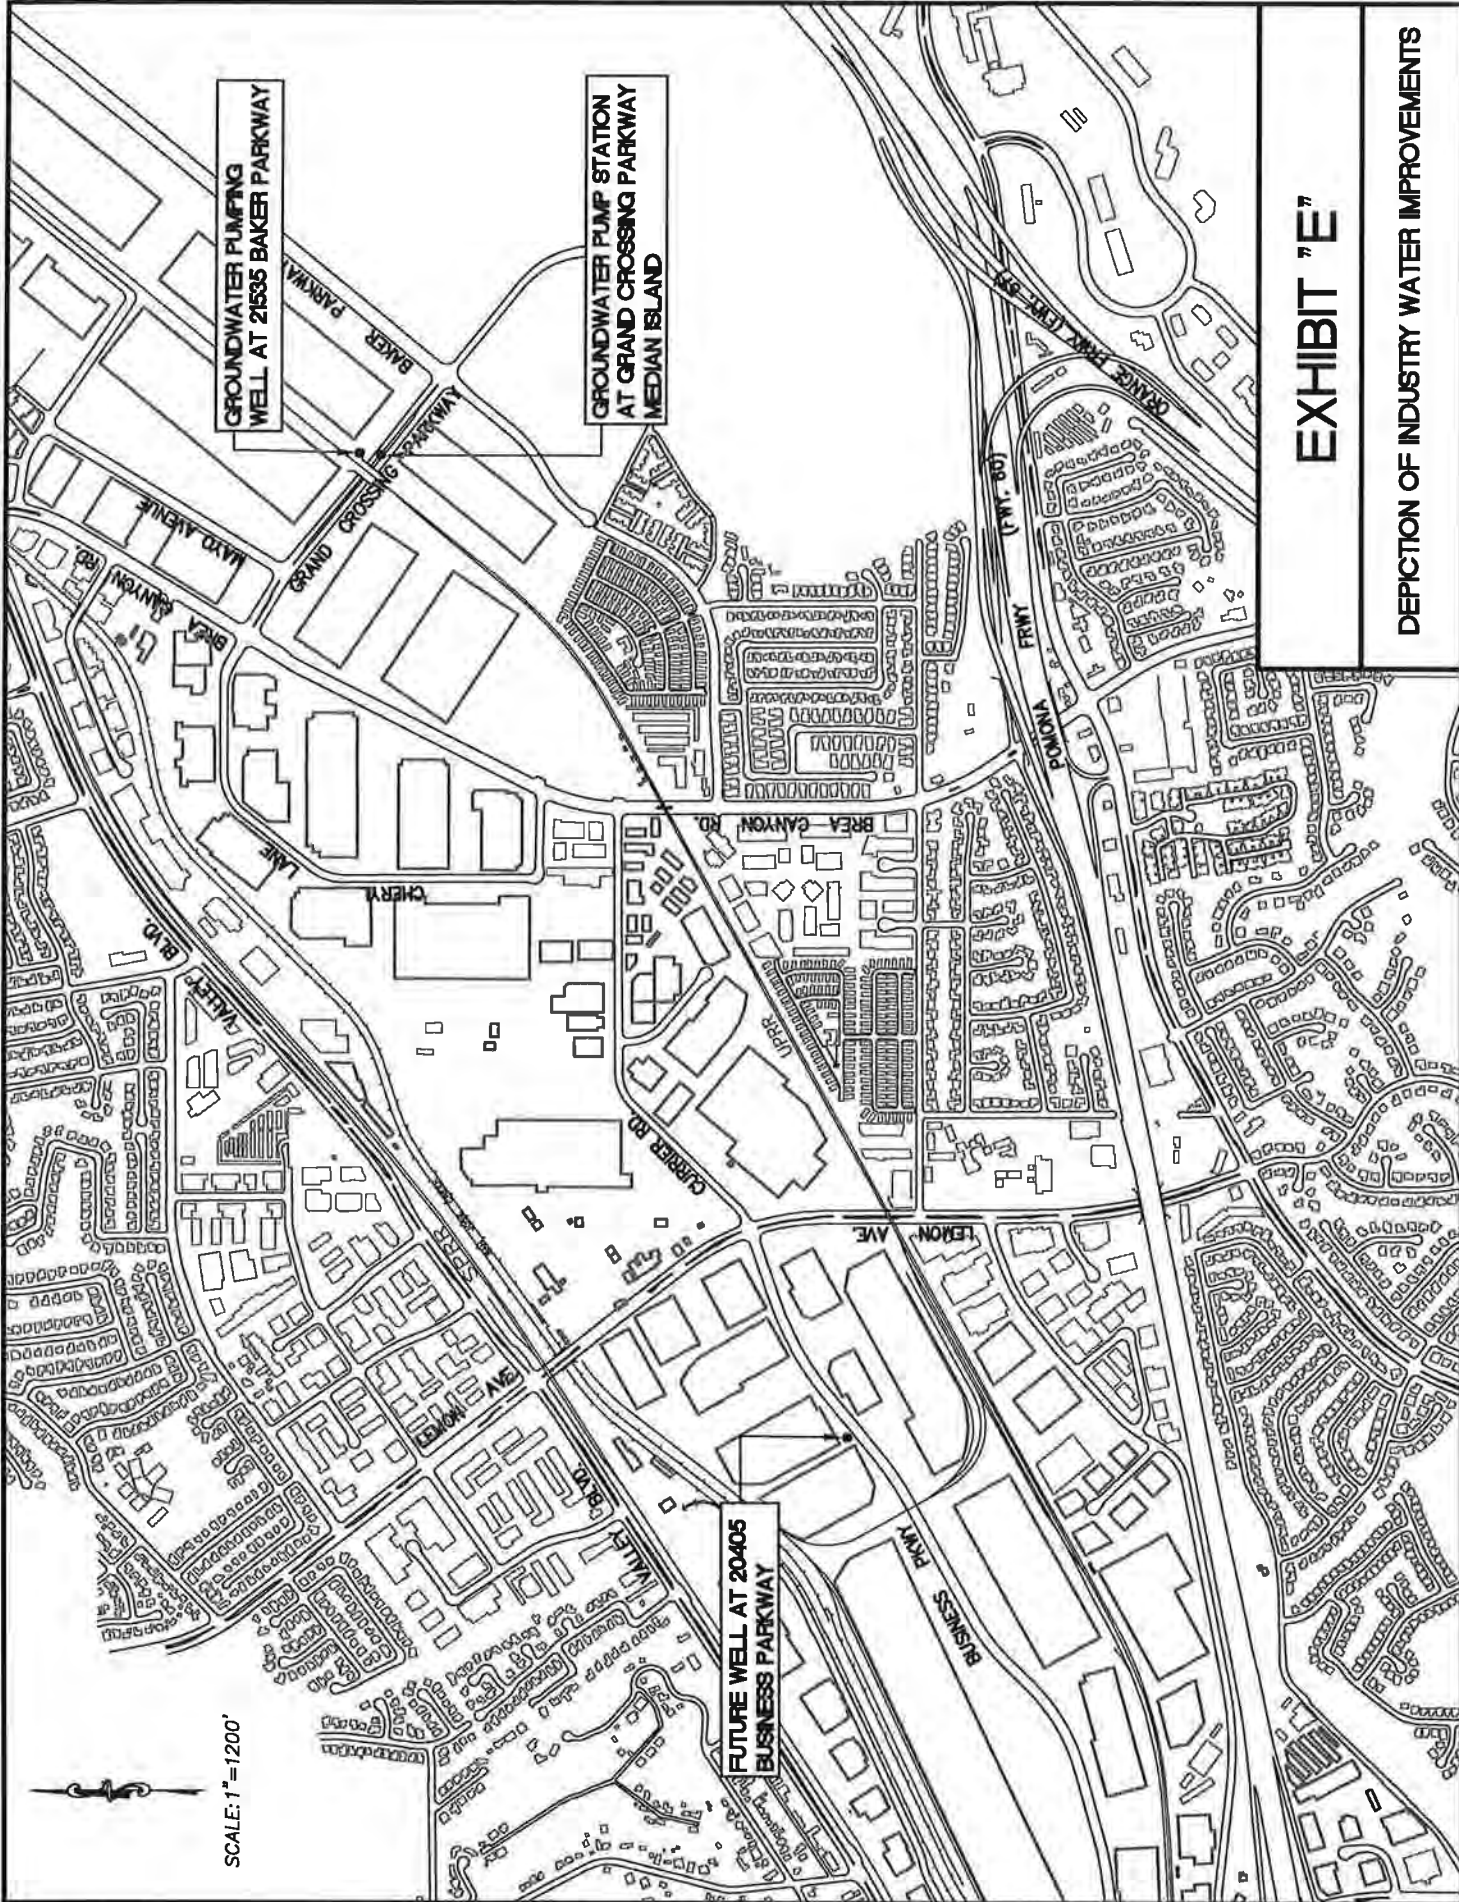 GROUNDWATER PUMPING
WELL AT 21535 BAKER PARKWAY
GROUNDWATER PUMP STATION
AT GRAND CROSSING PARKWAY
MEDIAN ISLAND
FUTURE WELL AT 20405
BUSINESS PARKWAY
SCALE: 1"=1200'
VALLEY BLVD.
BREA CANYON RD.
MAYO AVENUE
GRAND CROSSING PARKWAY
BAKER PARKWAY
CHERYL LANE
VALLEY BLVD.
LEMON AVE.
SPRR
CURRIER RD.
UPRR
BREA CANYON RD.
LEMON AVE.
BUSINESS PKWY
POMONA FRWY (FWY. 60)
ORANGE FRWY. (FWY. 57)
EXHIBIT "E"
DEPICTION OF INDUSTRY WATER IMPROVEMENTS